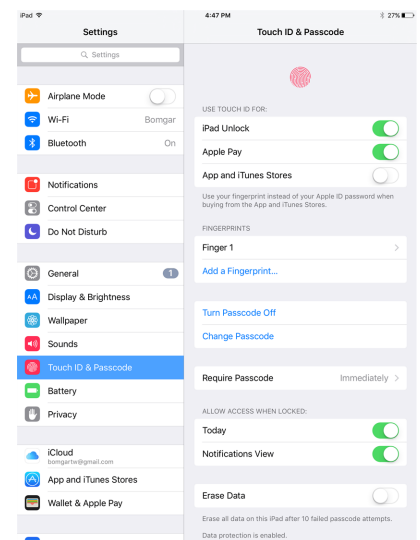 iPad
4:47 PM
27%
Settings
Touch ID & Passcode
Settings
Airplane Mode
Wi-Fi Bomgar
Bluetooth On
Notifications
Control Center
Do Not Disturb
General 1
AA Display & Brightness
Wallpaper
Sounds
Touch ID & Passcode
Battery
Privacy
iCloud
bomgartw@gmail.com
App and iTunes Stores
Wallet & Apple Pay
USE TOUCH ID FOR:
iPad Unlock
Apple Pay
App and iTunes Stores
Use your fingerprint instead of your Apple ID password when
buying from the App and iTunes Stores.
FINGERPRINTS
Finger 1
Add a Fingerprint...
Turn Passcode Off
Change Passcode
Require Passcode Immediately
ALLOW ACCESS WHEN LOCKED:
Today
Notifications View
Erase Data
Erase all data on this iPad after 10 failed passcode attempts.
Data protection is enabled.